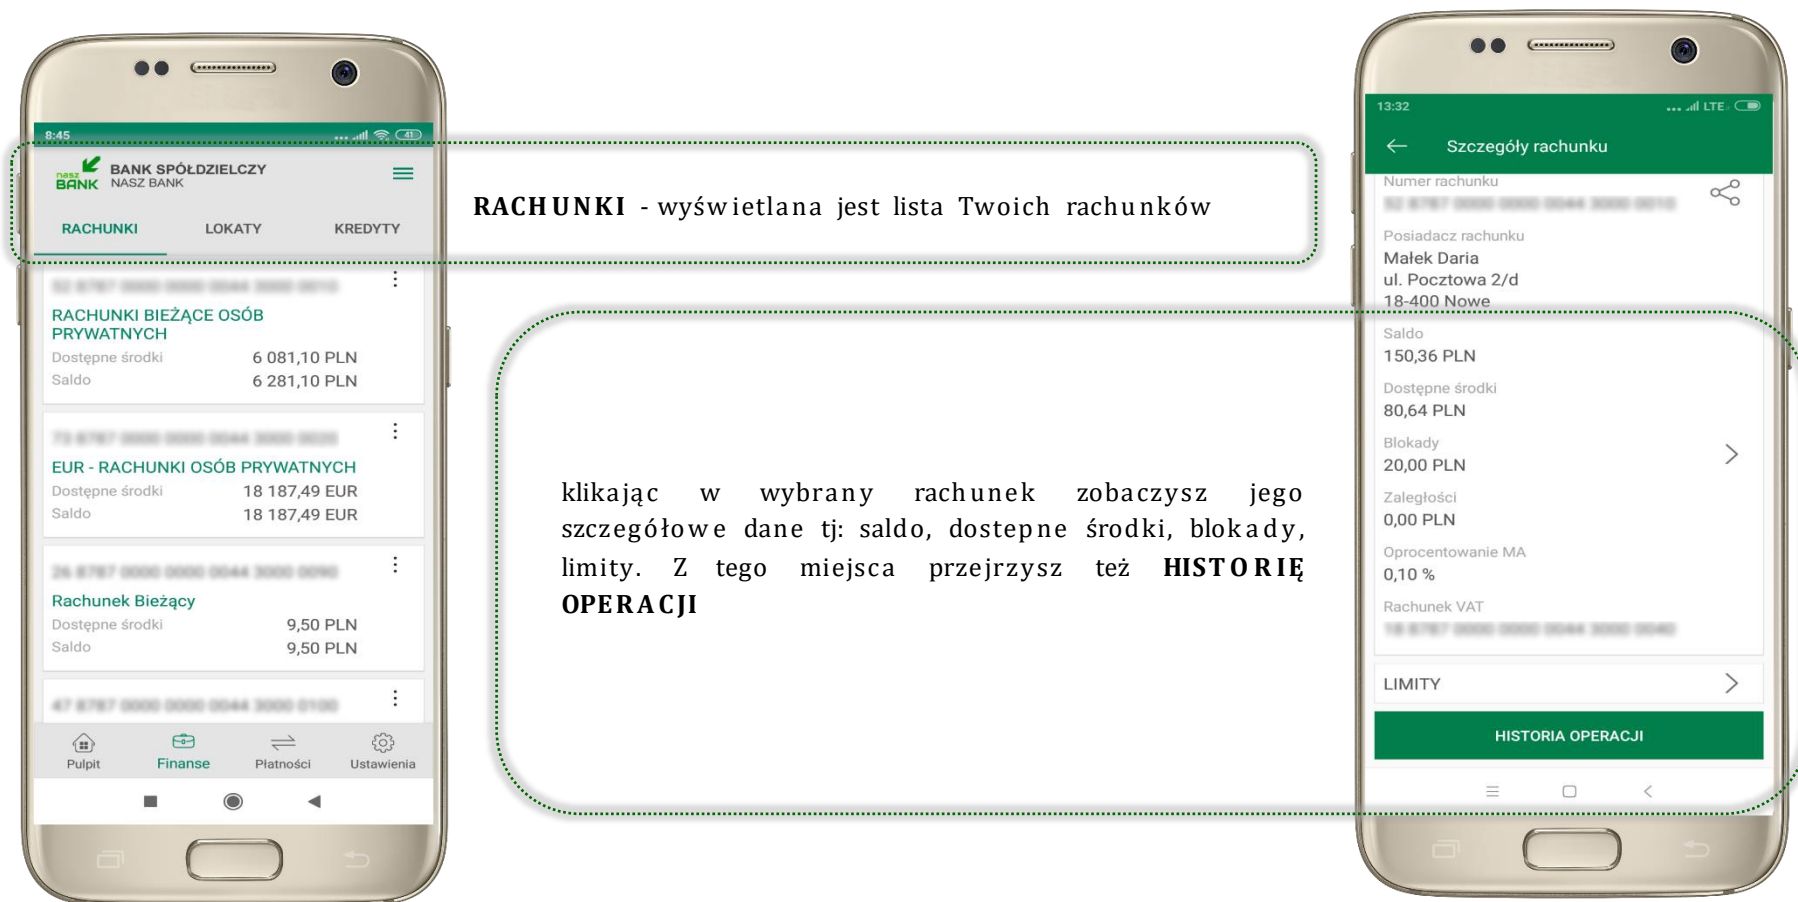 8:45
41
nasz
BANK
BANK SPÓŁDZIELCZY
NASZ BANK
RACHUNKI LOKATY KREDYTY
RACHUNKI BIEŻĄCE OSÓB
PRYWATNYCH
Dostępne środki 6 081,10 PLN
Saldo 6 281,10 PLN
EUR - RACHUNKI OSÓB PRYWATNYCH
Dostępne środki 18 187,49 EUR
Saldo 18 187,49 EUR
Rachunek Bieżący
Dostępne środki 9,50 PLN
Saldo 9,50 PLN
Pulpit Finanse Płatności Ustawienia
RACHUNKI - wyświetlana jest lista Twoich rachunków
klikając w wybrany rachunek zobaczysz jego
szczegółowe dane tj: saldo, dostepne środki, blokady,
limity. Z tego miejsca przejrzysz też HISTORIĘ
OPERACJI
13:32 LTE
Szczegóły rachunku
Numer rachunku
Posiadacz rachunku
Małek Daria
ul. Pocztowa 2/d
18-400 Nowe
Saldo
150,36 PLN
Dostępne środki
80,64 PLN
Blokady
20,00 PLN
Zaległości
0,00 PLN
Oprocentowanie MA
0,10 %
Rachunek VAT
LIMITY
HISTORIA OPERACJI